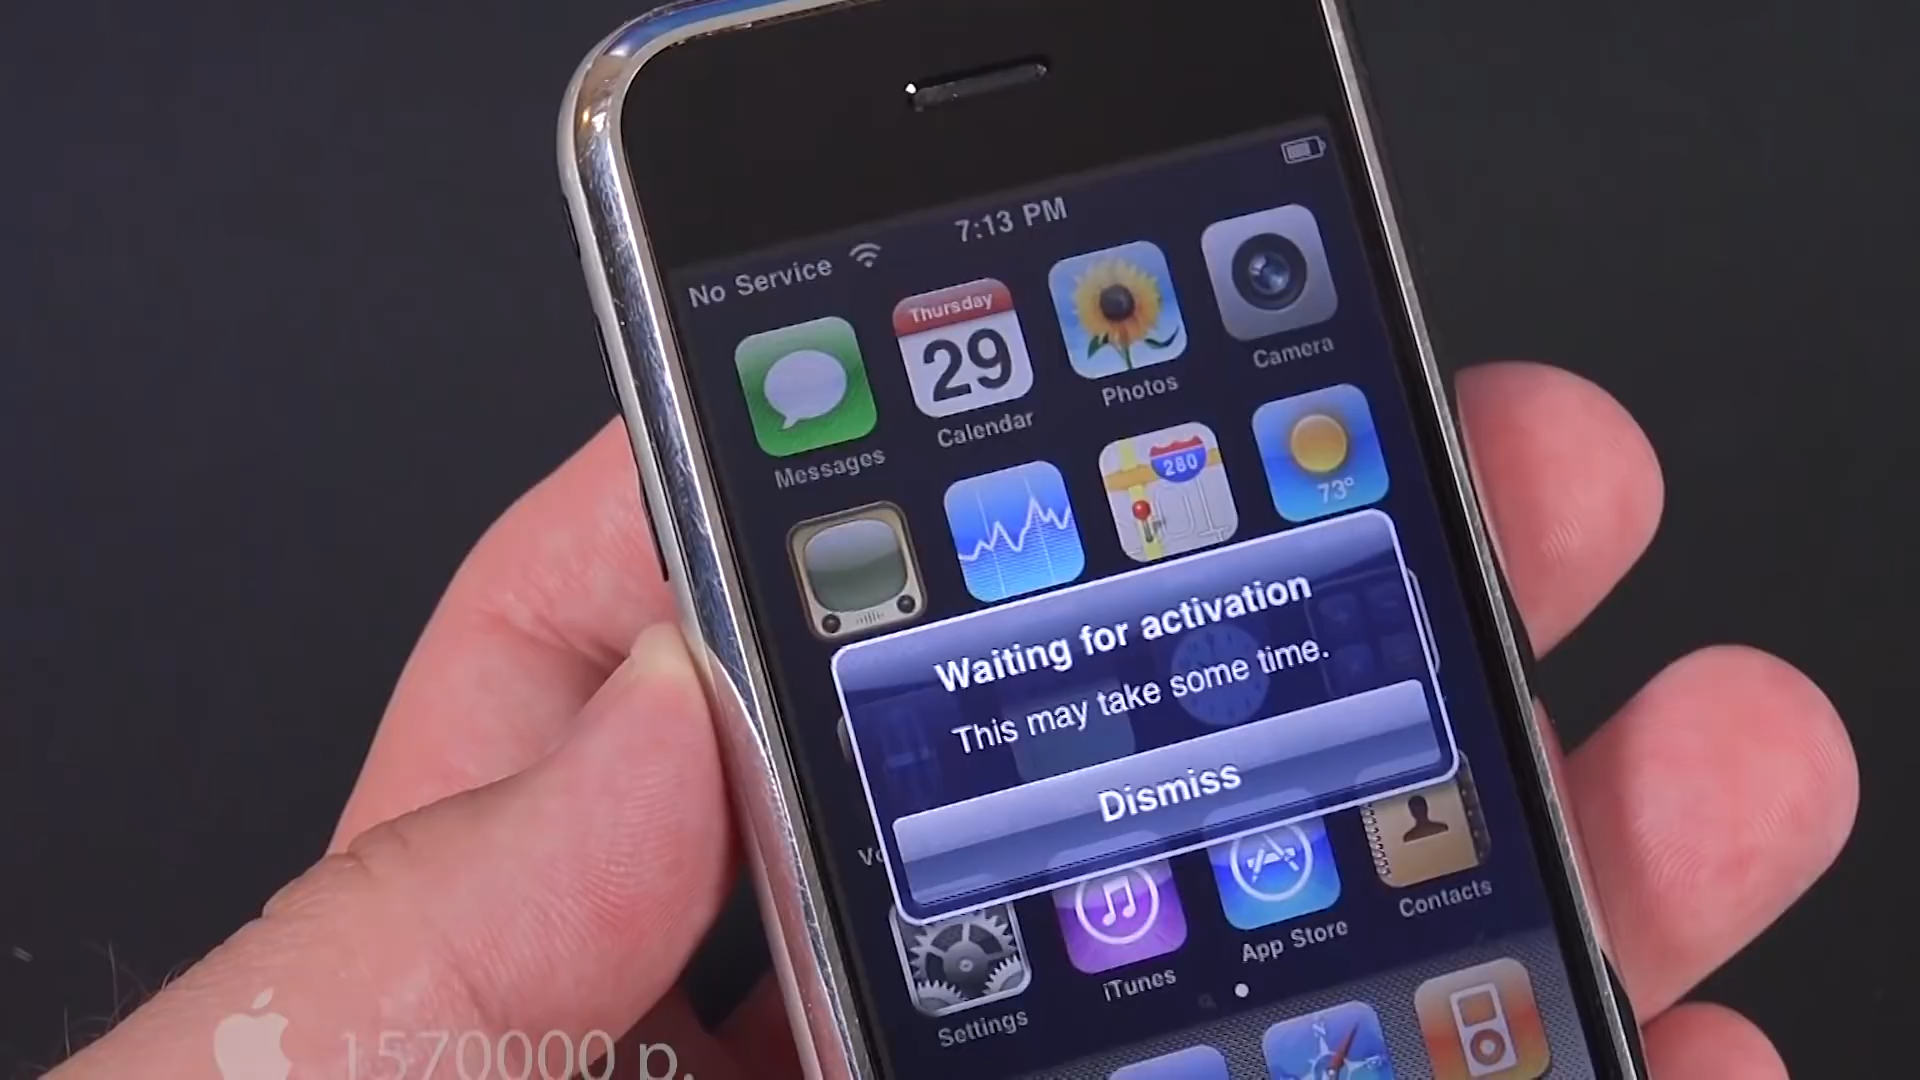 7:13 PM
No Service
Thursday
29
Messages
Calendar
Photos
Camera
280
73°
Waiting for activation
This may take some time.
Dismiss
Settings
iTunes
App Store
Contacts
N
1570000 р.